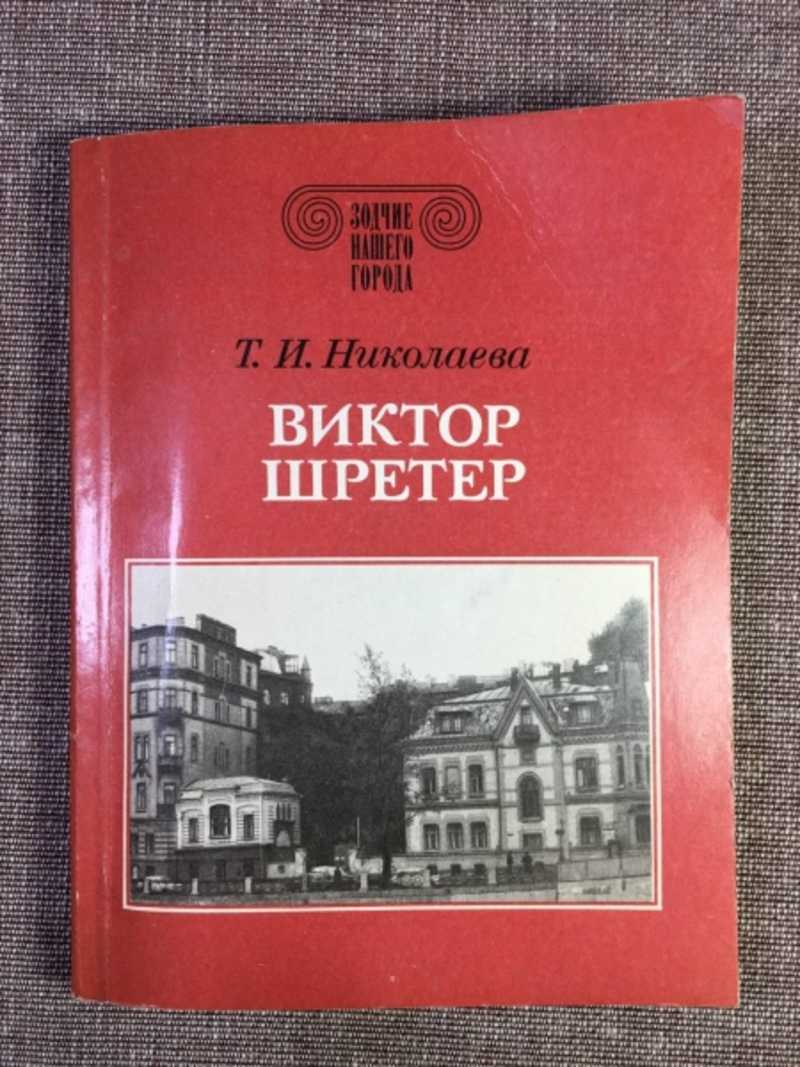 ЗОДЧИЕ
НАШЕГО
ГОРОДА
Т. И. Николаева
ВИКТОР
ШРЕТЕР